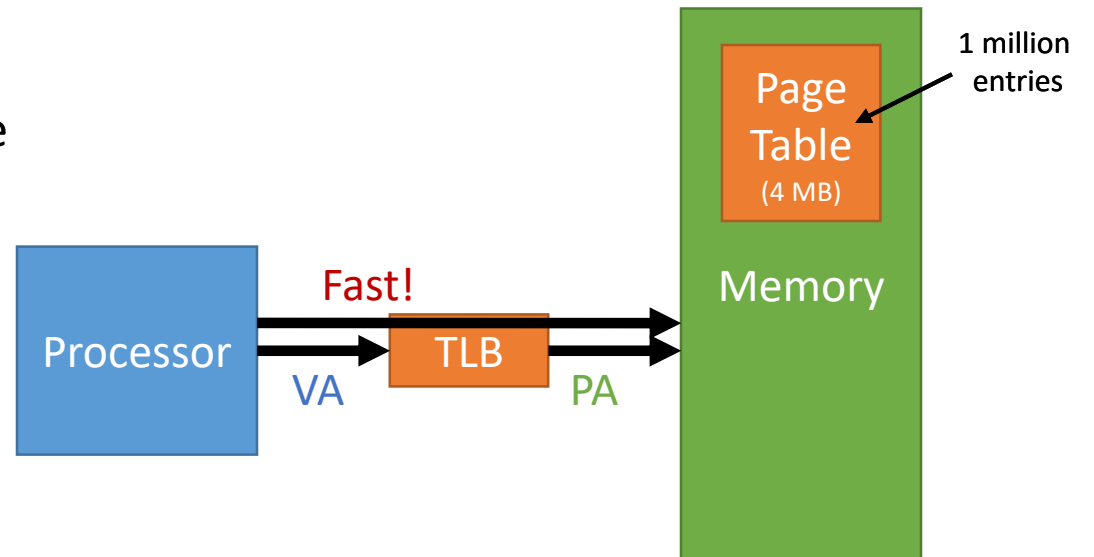 1 million
entries
Page
Table
(4 MB)
e
Memory
Fast!
Processor
TLB
VA
PA